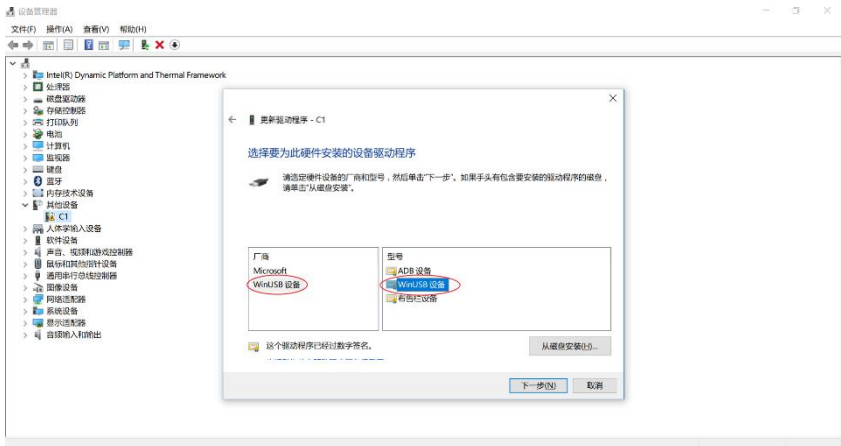 设备管理器
文件(F) 操作(A) 查看(V) 帮助(H)
Intel(R) Dynamic Platform and Thermal Framework
处理器
磁盘驱动器
存储控制器
打印队列
电池
计算机
监视器
键盘
蓝牙
内存技术设备
其他设备
C1
人体学输入设备
软件设备
声音、视频和游戏控制器
鼠标和其他指针设备
通用串行总线控制器
图像设备
网络适配器
系统设备
显示适配器
音频输入和输出
更新驱动程序 - C1
选择要为此硬件安装的设备驱动程序
请选定硬件设备的厂商和型号，然后单击"下一步"。如果手头有包含要安装的驱动程序的磁盘，
请单击"从磁盘安装"。
厂商
Microsoft
WinUSB 设备
型号
ADB 设备
WinUSB 设备
布告栏设备
这个驱动程序已经过数字签名。
从磁盘安装(H)...
下一步(N)
取消